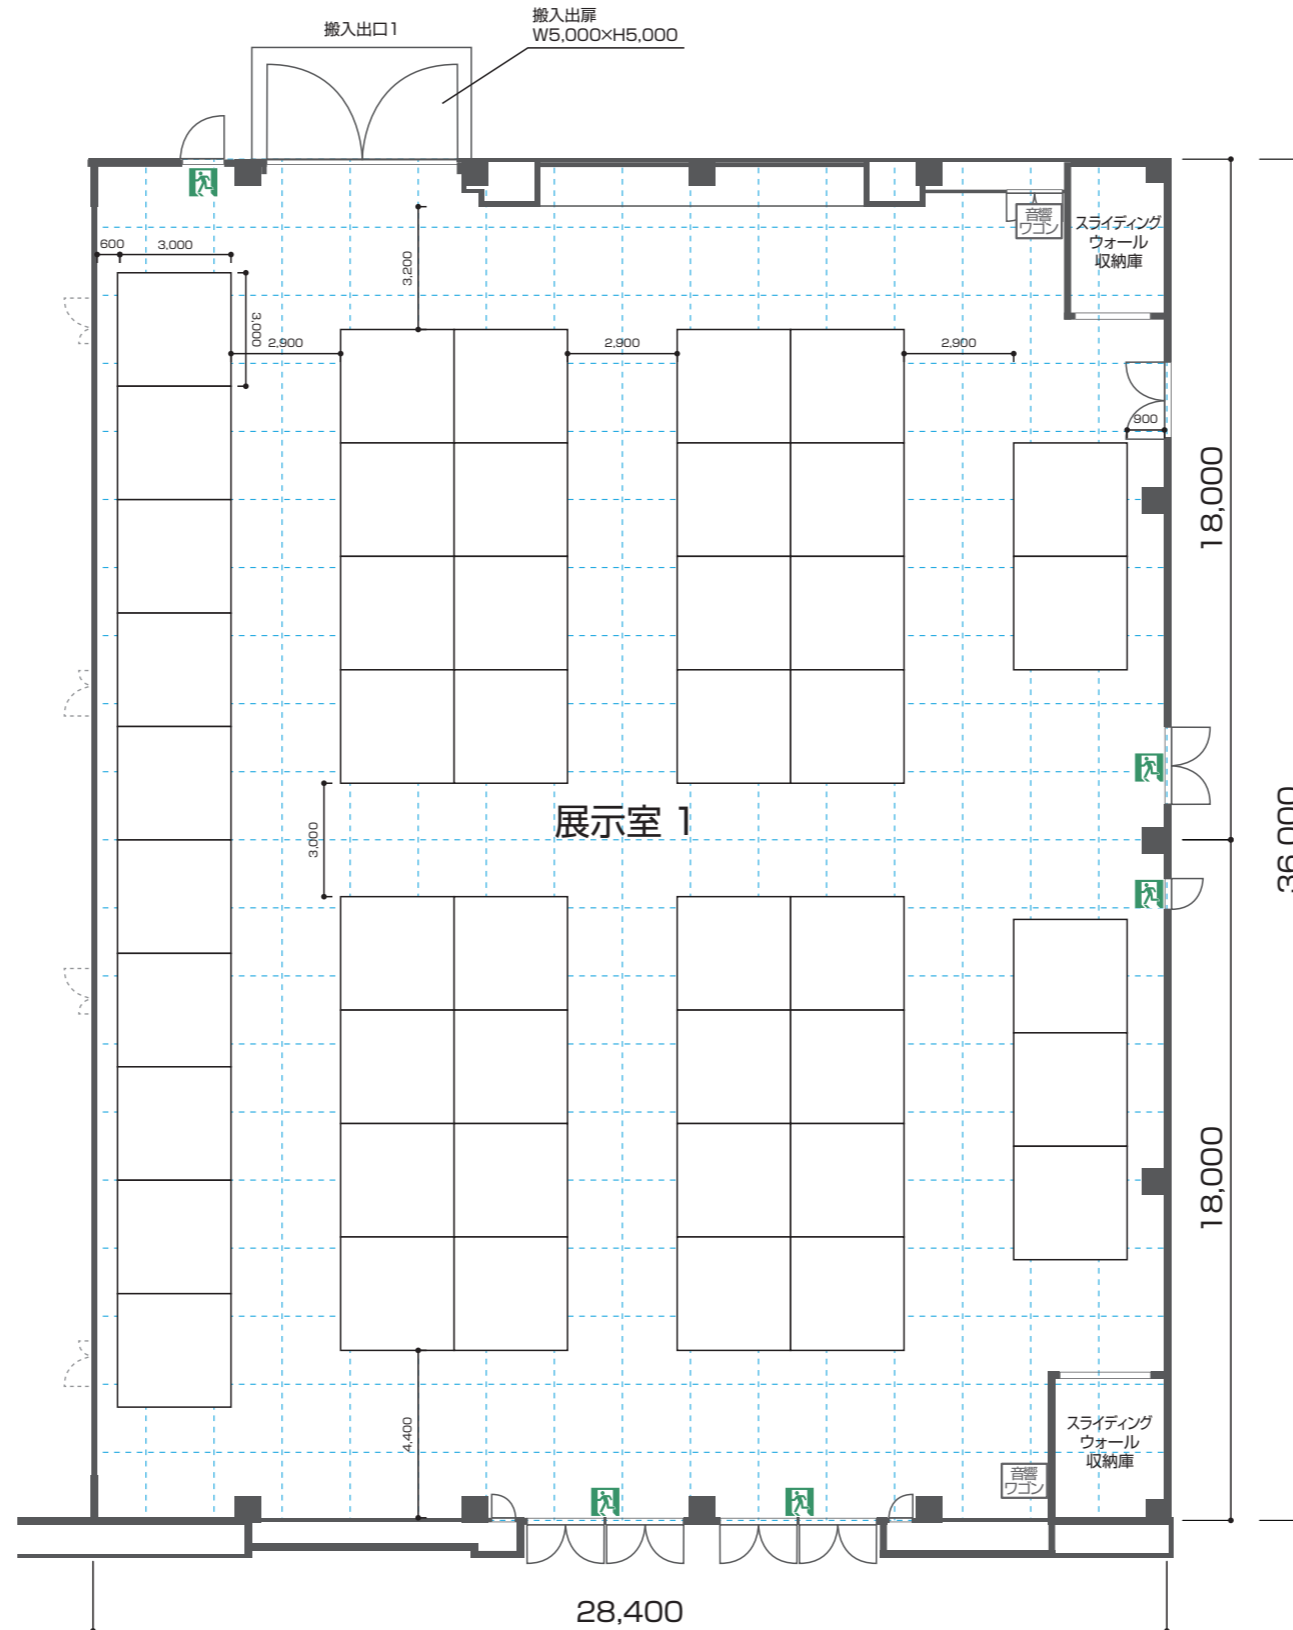 搬入出口1
搬入出扉
W5,000×H5,000
音響
ワゴン
スライディング
ウォール
収納庫
600
3,000
3,200
3,000
2,900
2,900
2,900
900
18,000
36,000
展示室 1
3,000
18,000
4,400
スライディング
ウォール
収納庫
音響
ワゴン
28,400